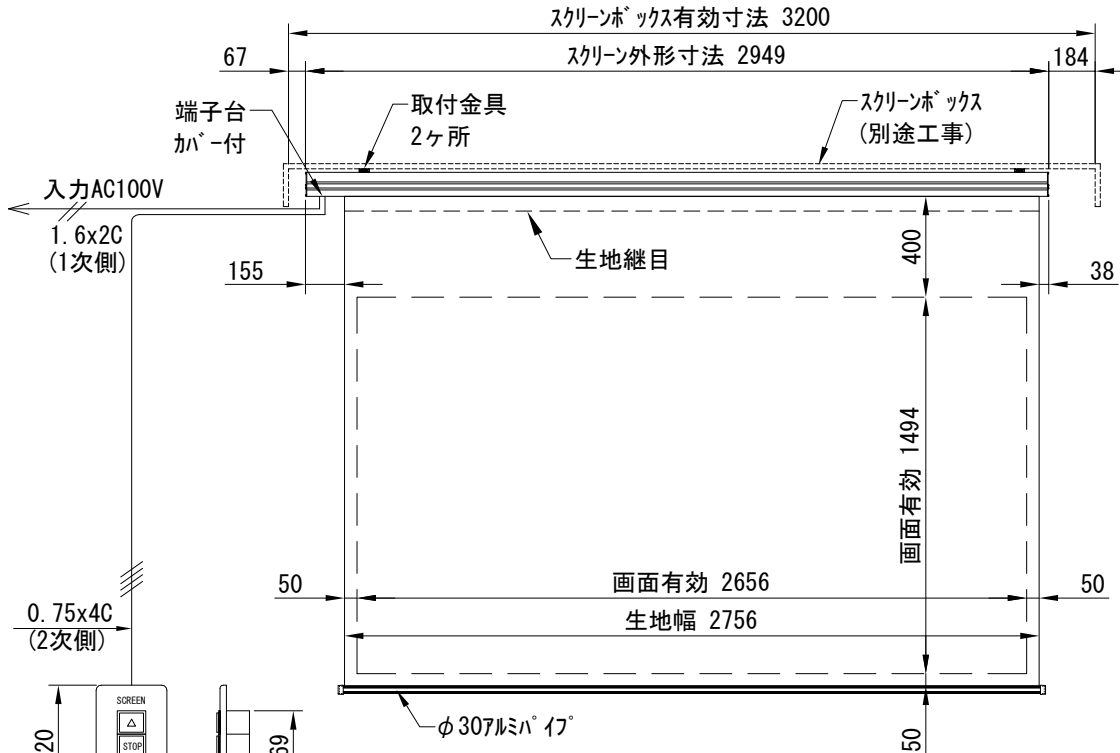 スクリーンボックス有効寸法 3200
67
スクリーン外形寸法 2949
184
端子台
カバー付
取付金具
2ヶ所
スクリーンボックス
(別途工事)
入力AC100V
1.6x2C
(1次側)
生地継目
400
155
38
画面有効 1494
50
画面有効 2656
50
生地幅 2756
0.75x4C
(2次側)
SCREEN
△
STOP
20
69
φ30アルミパイプ
50